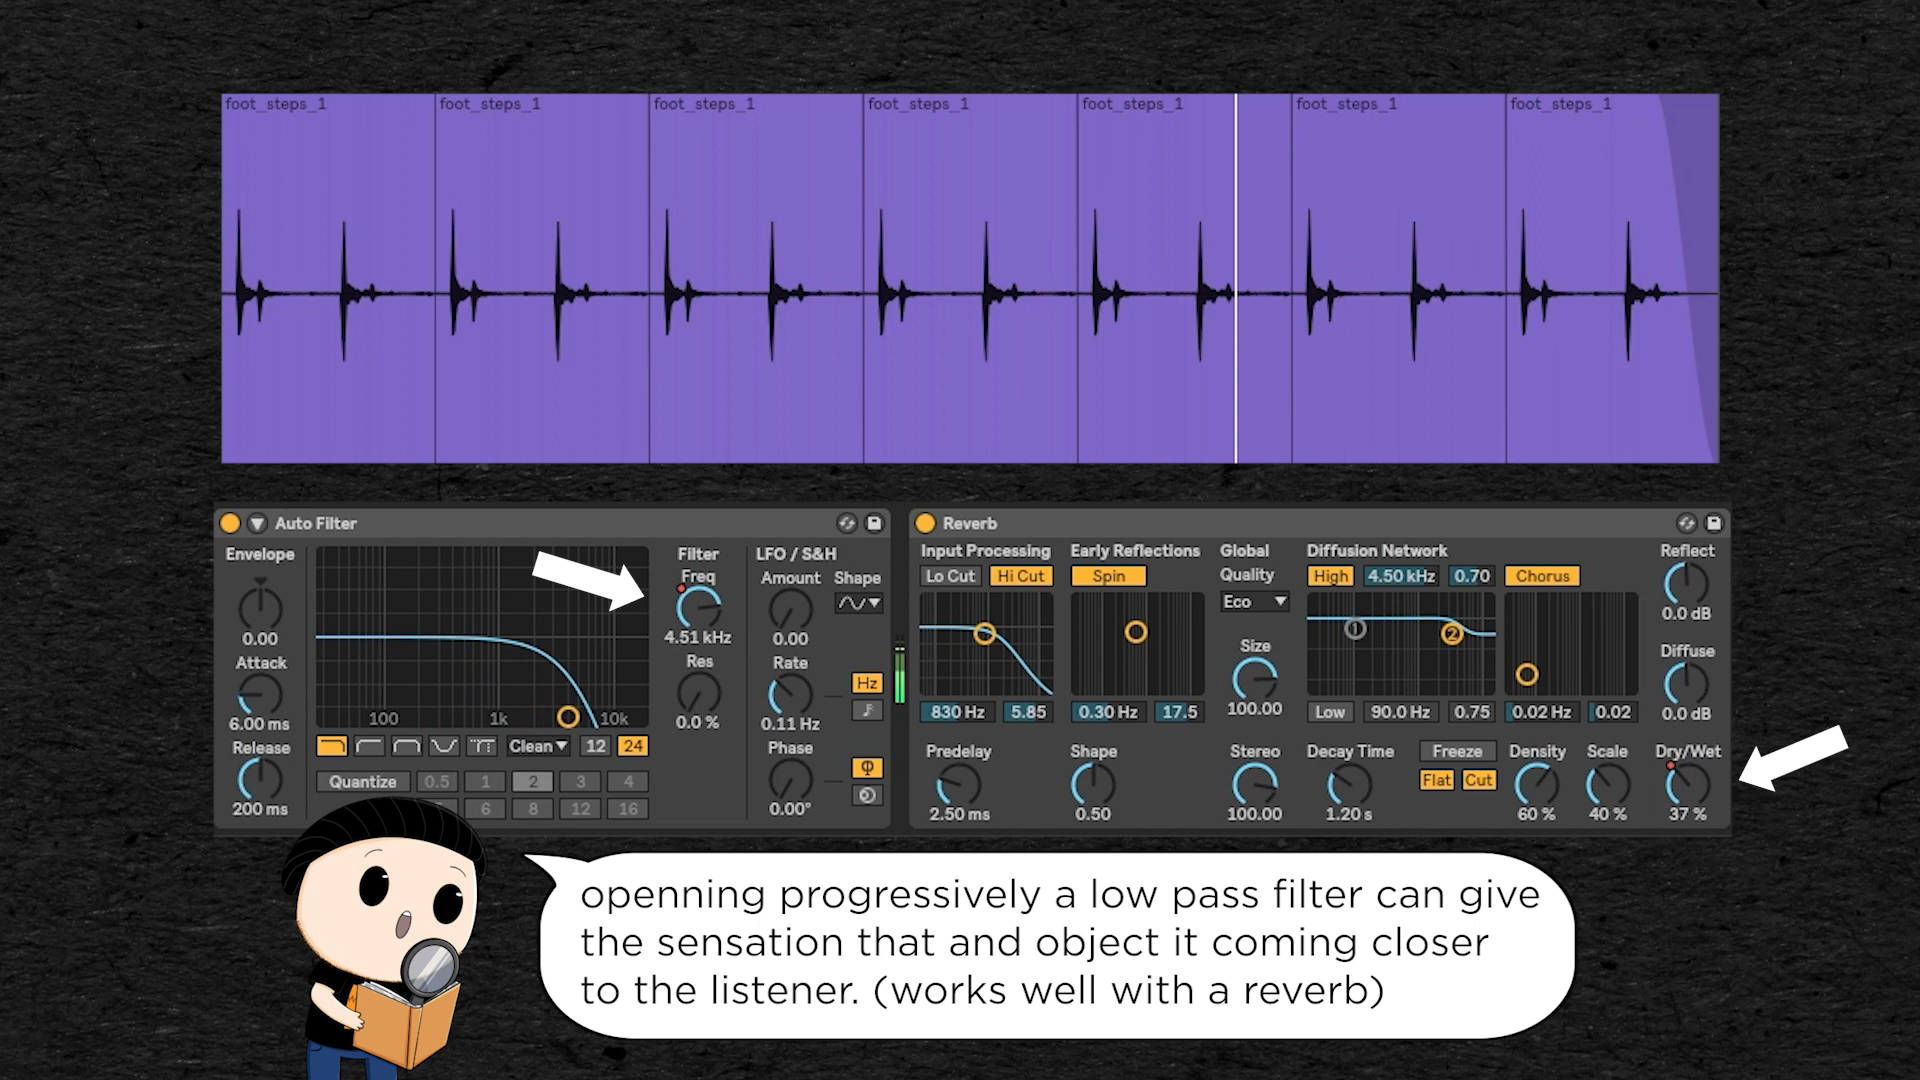 foot_steps_1 foot_steps_1 foot_steps_1 foot_steps_1 foot_steps_1 foot_steps_1 foot_steps_1
Auto Filter
Envelope
0.00
Attack
6.00 ms
Release
200 ms
100 1k 10k
Clean 12 24
Quantize 0.5 1 2 3 4
6 8 12 16
Filter
Freq
4.51 kHz
Res
0.0 %
LFO / S&H
Amount Shape
0.00
Rate
Hz
0.11 Hz
Phase
0.00°
Reverb
Input Processing
Lo Cut Hi Cut
830 Hz 5.85
Predelay
2.50 ms
Early Reflections
Spin
0.30 Hz 17.5
Shape
0.50
Global
Quality
Eco
Size
100.00
Stereo
100.00
Diffusion Network
High 4.50 kHz 0.70 Chorus
1 2
Low 90.0 Hz 0.75 0.02 Hz 0.02
Decay Time
1.20 s
Freeze
Flat Cut
Density
60 %
Scale
40 %
Reflect
0.0 dB
Diffuse
0.0 dB
Dry/Wet
37 %
openning progressively a low pass filter can give
the sensation that and object it coming closer
to the listener. (works well with a reverb)